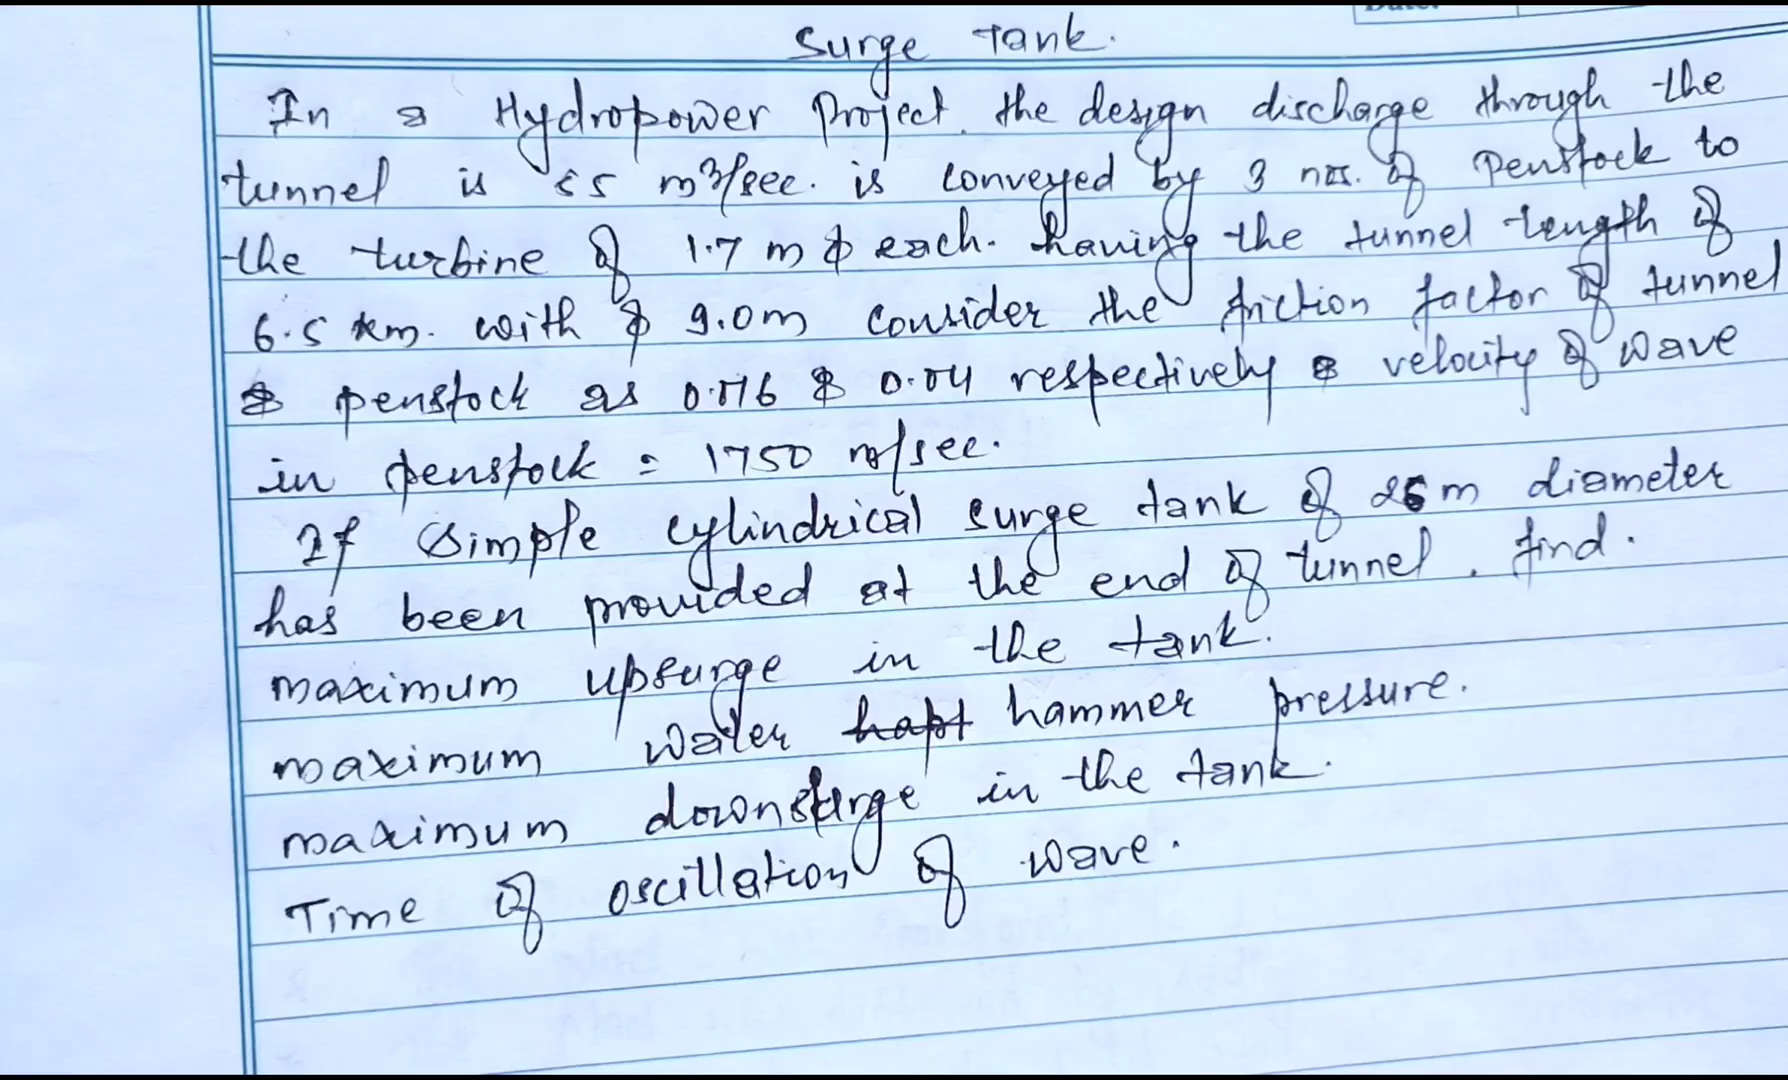 Surge Tank.
In a Hydropower Project, the design discharge through the
tunnel is 55 m3/sec. is conveyed by 3 nos. of Penstock to
the turbine of 1.7 m ϕ each. having the tunnel length of
6.5 km. with ϕ 9.0m consider the friction factor of tunnel
& penstock as 0.016 & 0.04 respectively & velocity of wave
in penstock = 1750 m/sec.
If simple cylindrical surge tank of 26 m diameter
has been provided at the end of tunnel. find.
maximum upsurge in the tank.
maximum water hammer pressure.
maximum downsurge in the tank.
Time of oscillation of wave.